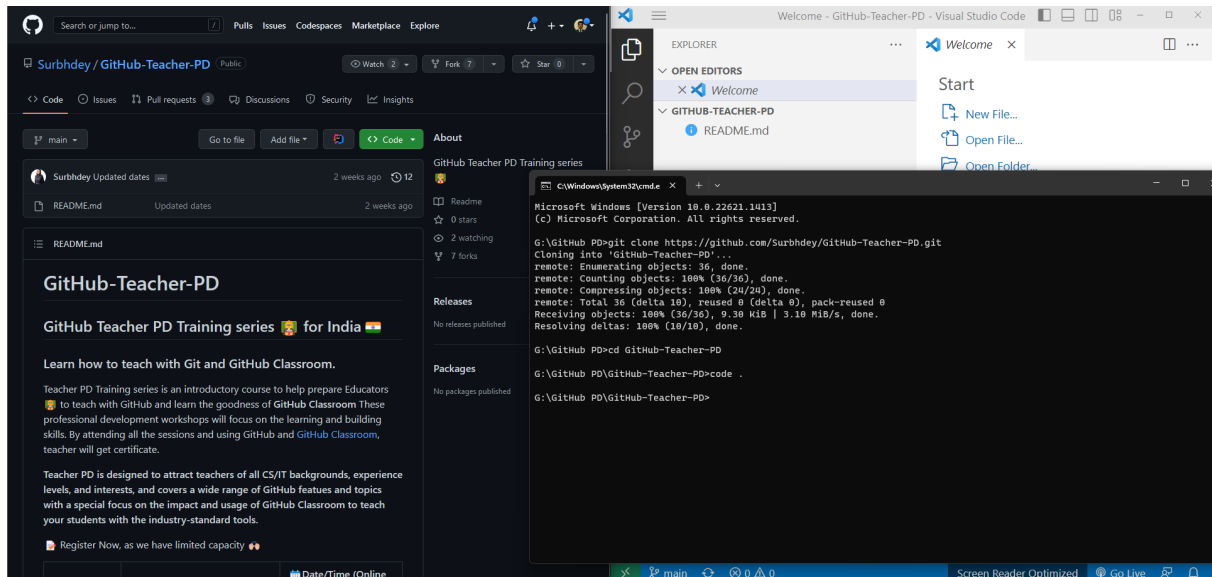 Search or jump to...
/
Pulls Issues Codespaces Marketplace Explore
Surbhdey / GitHub-Teacher-PD Public
Watch 2
Fork 7
Star 0
<> Code
Issues
Pull requests 3
Discussions
Security
Insights
main
Go to file
Add file
<> Code
Surbhdey Updated dates
2 weeks ago
12
README.md
Updated dates
2 weeks ago
README.md
GitHub-Teacher-PD
GitHub Teacher PD Training series 👩‍🏫 for India 🇮🇳
Learn how to teach with Git and GitHub Classroom.
Teacher PD Training series is an introductory course to help prepare Educators
👩‍🏫 to teach with GitHub and learn the goodness of GitHub Classroom These
professional development workshops will focus on the learning and building
skills. By attending all the sessions and using GitHub and GitHub Classroom,
teacher will get certificate.
Teacher PD is designed to attract teachers of all CS/IT backgrounds, experience
levels, and interests, and covers a wide range of GitHub featues and topics
with a special focus on the impact and usage of GitHub Classroom to teach
your students with the industry-standard tools.
📝 Register Now, as we have limited capacity 🙌
Date/Time (Online
About
GitHub Teacher PD Training series
👩‍🏫
Readme
0 stars
2 watching
7 forks
Releases
No releases published
Packages
No packages published
Welcome - GitHub-Teacher-PD - Visual Studio Code
EXPLORER
...
Welcome
OPEN EDITORS
Welcome
GITHUB-TEACHER-PD
README.md
Start
New File...
Open File...
Open Folder...
C:\Windows\System32\cmd.e
Microsoft Windows [Version 10.0.22621.1413]
(c) Microsoft Corporation. All rights reserved.
G:\GitHub PD>git clone https://github.com/Surbhdey/GitHub-Teacher-PD.git
Cloning into 'GitHub-Teacher-PD'...
remote: Enumerating objects: 36, done.
remote: Counting objects: 100% (36/36), done.
remote: Compressing objects: 100% (24/24), done.
remote: Total 36 (delta 10), reused 0 (delta 0), pack-reused 0
Receiving objects: 100% (36/36), 9.30 KiB | 3.10 MiB/s, done.
Resolving deltas: 100% (10/10), done.
G:\GitHub PD>cd GitHub-Teacher-PD
G:\GitHub PD\GitHub-Teacher-PD>code .
G:\GitHub PD\GitHub-Teacher-PD>
main
0
0
Screen Reader Optimized
Go Live